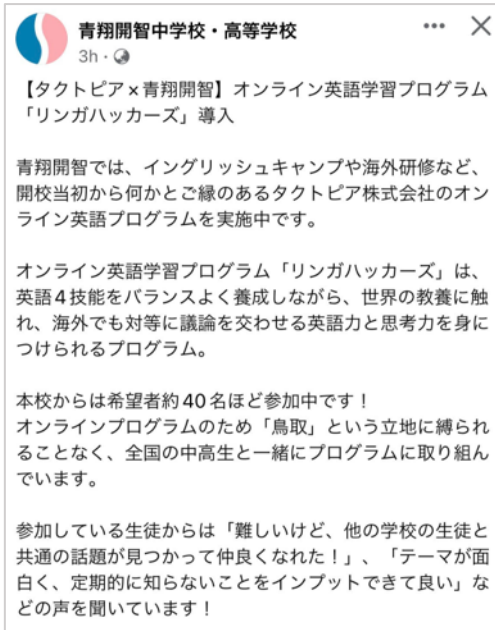 青翔開智中学校・高等学校
3h ·
【タクトピア×青翔開智】オンライン英語学習プログラム
「リンガハッカーズ」導入
青翔開智では、イングリッシュキャンプや海外研修など、
開校当初から何かとご縁のあるタクトピア株式会社のオン
ライン英語プログラムを実施中です。
オンライン英語学習プログラム「リンガハッカーズ」は、
英語4技能をバランスよく養成しながら、世界の教養に触
れ、海外でも対等に議論を交わせる英語力と思考力を身に
つけられるプログラム。
本校からは希望者約40名ほど参加中です！
オンラインプログラムのため「鳥取」という立地に縛られ
ることなく、全国の中高生と一緒にプログラムに取り組ん
でいます。
参加している生徒からは「難しいけど、他の学校の生徒と
共通の話題が見つかって仲良くなれた！」、「テーマが面
白く、定期的に知らないことをインプットできて良い」な
どの声を聞いています！